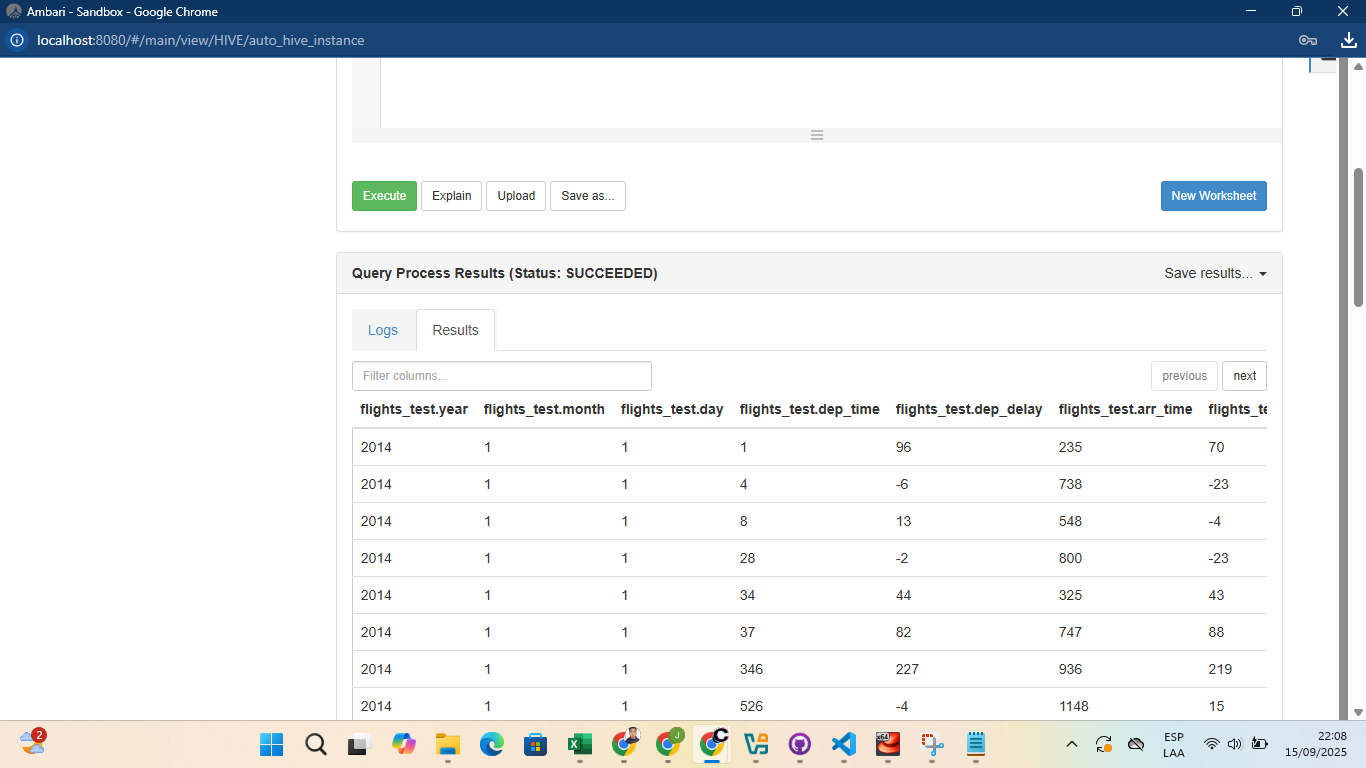 Ambari - Sandbox - Google Chrome
localhost:8080/#/main/view/HIVE/auto_hive_instance
Execute Explain Upload Save as... New Worksheet
Query Process Results (Status: SUCCEEDED) Save results...
Logs Results
Filter columns... previous next
flights_test.year flights_test.month flights_test.day flights_test.dep_time flights_test.dep_delay flights_test.arr_time flights_te
2014 1 1 1 96 235 70
2014 1 1 4 -6 738 -23
2014 1 1 8 13 548 -4
2014 1 1 28 -2 800 -23
2014 1 1 34 44 325 43
2014 1 1 37 82 747 88
2014 1 1 346 227 936 219
2014 1 1 526 -4 1148 15
2 J x64 ESP LAA 22:08
15/09/2025